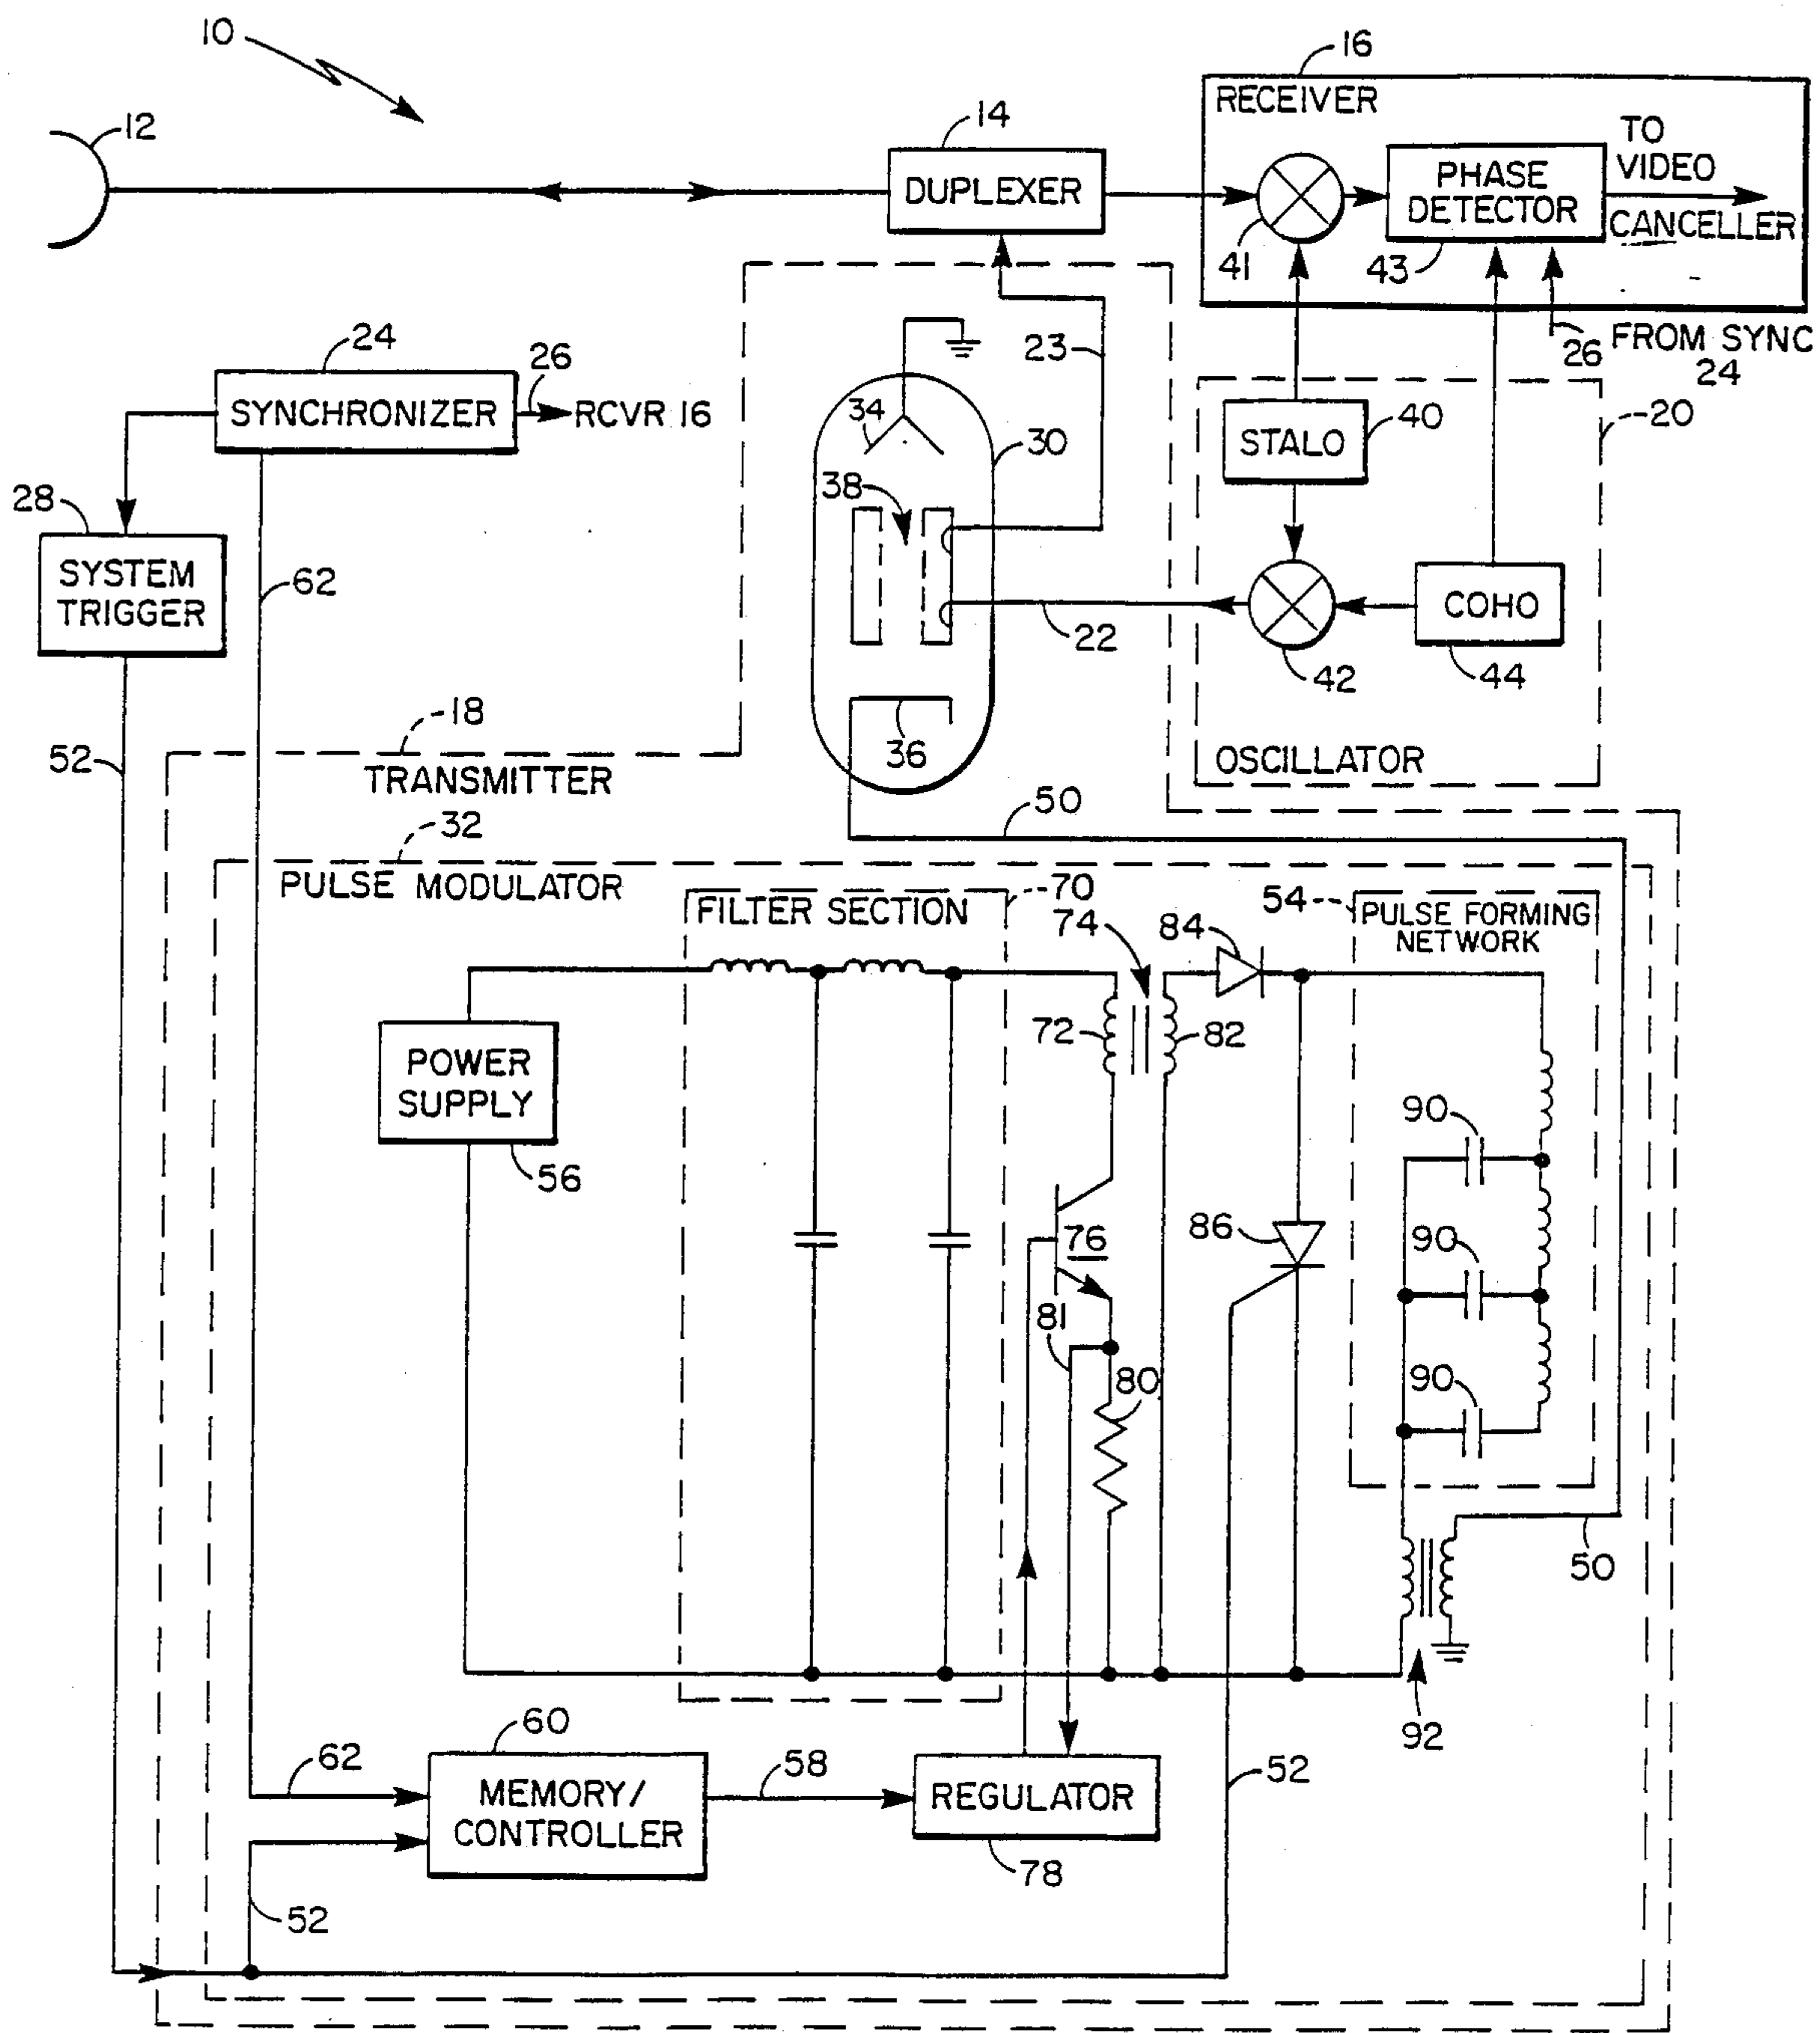 10
16
RECEIVER
12
14
TO
VIDEO
CANCELLER
DUPLEXER
PHASE
DETECTOR
41
43
24
26
23
26
FROM SYNC
24
SYNCHRONIZER
RCVR 16
34
30
STALO
40
20
28
38
SYSTEM
TRIGGER
62
COHO
22
42
44
18
36
52
TRANSMITTER
OSCILLATOR
50
32
PULSE MODULATOR
70
FILTER SECTION
74
84
54
PULSE FORMING
NETWORK
72
82
POWER
SUPPLY
90
56
76
86
90
81
80
90
50
92
60
62
58
52
MEMORY/
CONTROLLER
REGULATOR
78
52